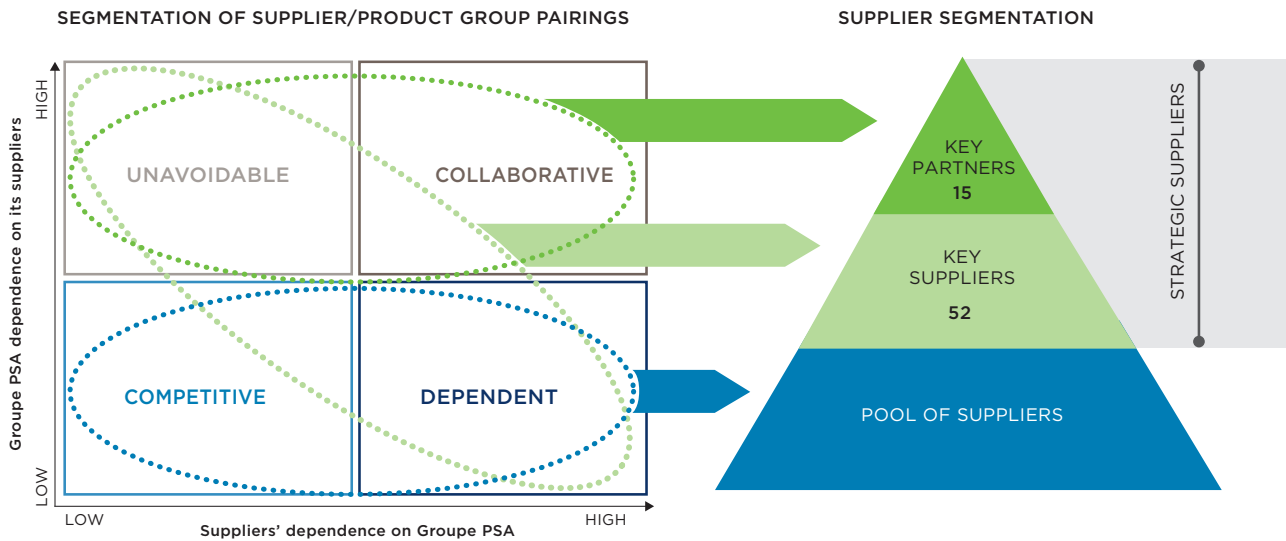 SEGMENTATION OF SUPPLIER/PRODUCT GROUP PAIRINGS
SUPPLIER SEGMENTATION
Groupe PSA dependence on its suppliers
HIGH
LOW
UNAVOIDABLE
COLLABORATIVE
COMPETITIVE
DEPENDENT
LOW
HIGH
Suppliers' dependence on Groupe PSA
KEY
PARTNERS
15
KEY
SUPPLIERS
52
POOL OF SUPPLIERS
STRATEGIC SUPPLIERS